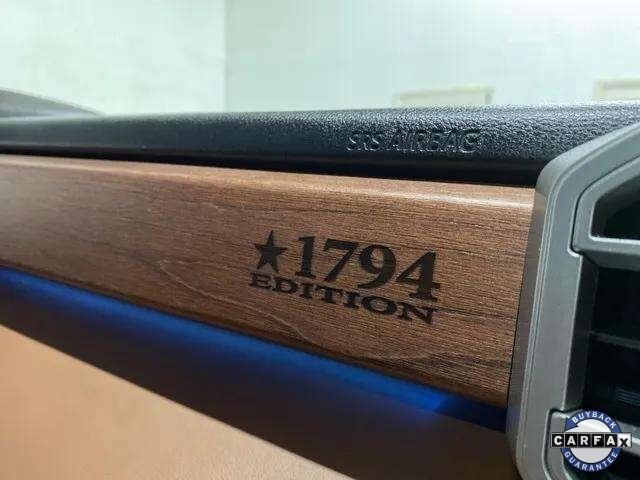 SRS AIRBAG
★1794
EDITION
BUYBACK
CARFAX
GUARANTEE